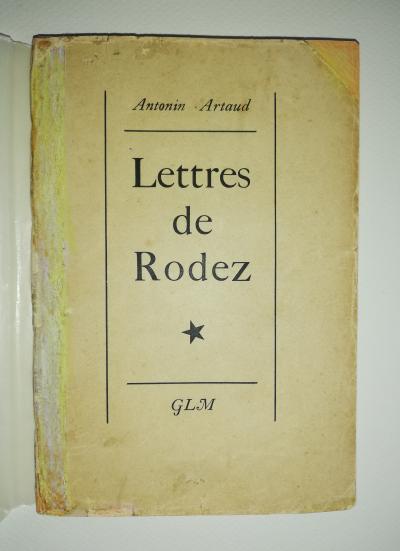 Antonin Artaud
Lettres
de
Rodez
GLM